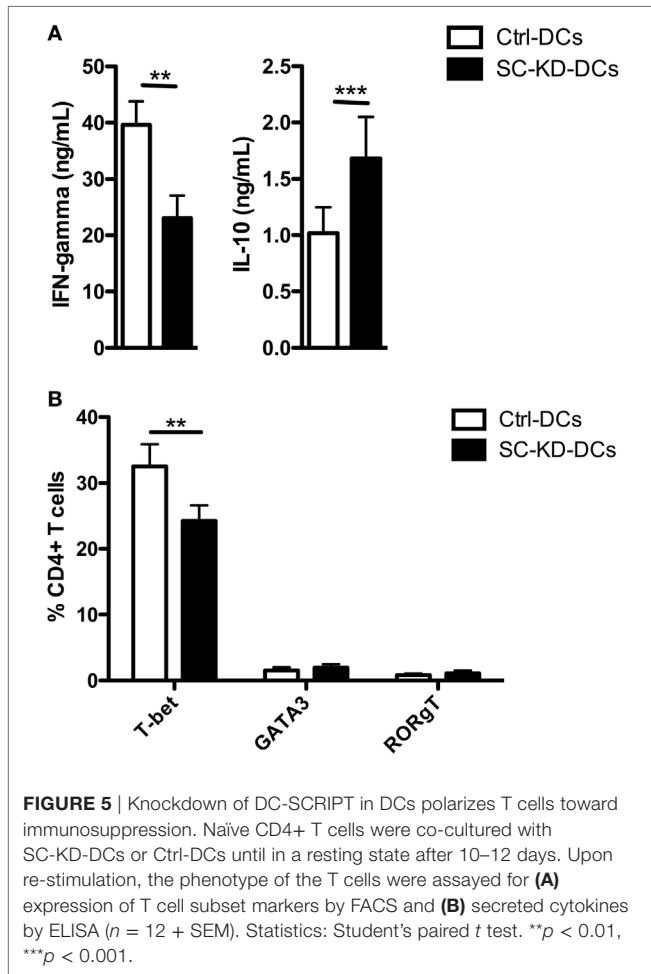 A
Ctrl-DCs
SC-KD-DCs
IFN-gamma (ng/mL)
50
40
30
20
10
0
**
IL-10 (ng/mL)
2.5
2.0
1.5
1.0
0.5
0.0
***
B
Ctrl-DCs
SC-KD-DCs
% CD4+ T cells
40
30
20
10
0
**
T-bet
GATA3
RORgT
FIGURE 5 | Knockdown of DC-SCRIPT in DCs polarizes T cells toward
immunosuppression. Naïve CD4+ T cells were co-cultured with
SC-KD-DCs or Ctrl-DCs until in a resting state after 10–12 days. Upon
re-stimulation, the phenotype of the T cells were assayed for (A)
expression of T cell subset markers by FACS and (B) secreted cytokines
by ELISA (n = 12 + SEM). Statistics: Student's paired t test. **p < 0.01,
***p < 0.001.